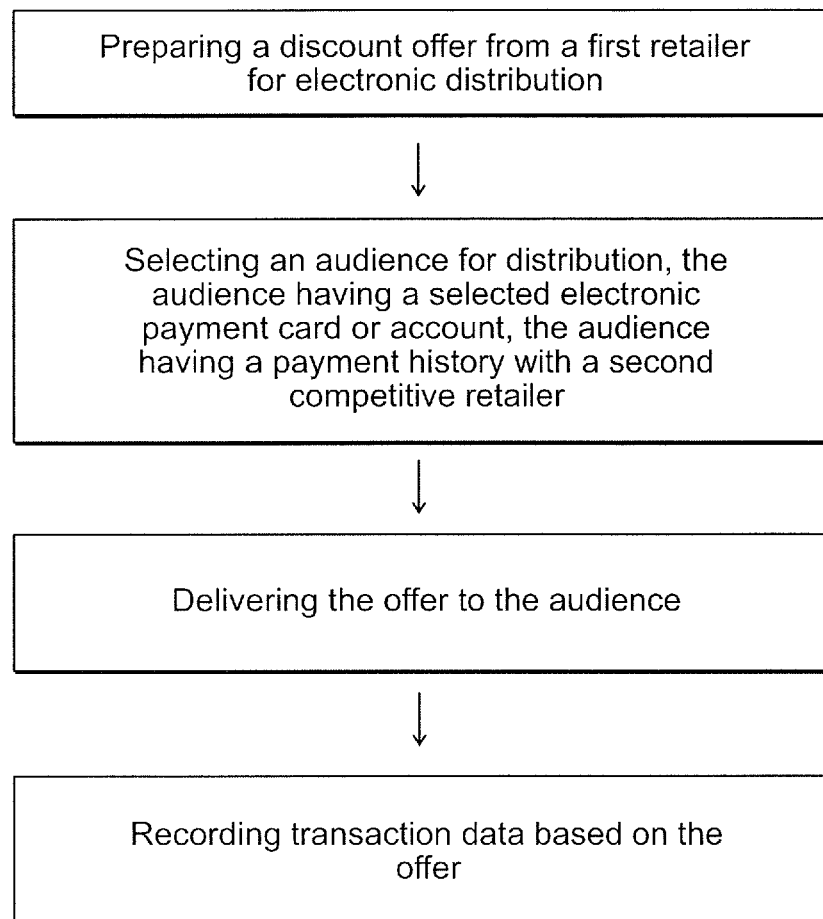 Preparing a discount offer from a first retailer
for electronic distribution
Selecting an audience for distribution, the
audience having a selected electronic
payment card or account, the audience
having a payment history with a second
competitive retailer
Delivering the offer to the audience
Recording transaction data based on the
offer